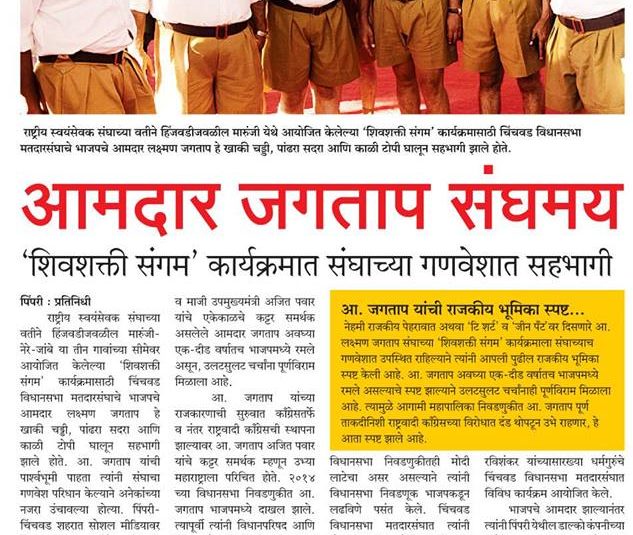 राष्ट्रीय स्वयंसेवक संघाच्या वतीने हिंजवडीजवळील मारुंजी येथे आयोजित केलेल्या ‘शिवशक्ती संगम’ कार्यक्रमासाठी चिंचवड विधानसभा
मतदारसंघाचे भाजपचे आमदार लक्ष्मण जगताप हे खाकी चड्डी, पांढरा सदरा आणि काळी टोपी घालून सहभागी झाले होते.
आमदार जगताप संघमय
‘शिवशक्ती संगम’ कार्यक्रमात संघाच्या गणवेशात सहभागी
पिंपरी : प्रतिनिधी
राष्ट्रीय स्वयंसेवक संघाच्या
वतीने हिंजवडीजवळील मारुंजी-
नेरे-जांबे या तीन गावांच्या सीमेवर
आयोजित केलेल्या ‘शिवशक्ती
संगम’ कार्यक्रमासाठी चिंचवड
विधानसभा मतदारसंघाचे भाजपचे
आमदार लक्ष्मण जगताप हे
खाकी चड्डी, पांढरा सदरा आणि
काळी टोपी घालून सहभागी
झाले होते. आ. जगताप यांची
पार्श्वभूमी पाहता त्यांनी संघाचा
गणवेश परिधान केल्याने अनेकांच्या
नजरा उंचावल्या होत्या. पिंपरी-
चिंचवड शहरात सोशल मीडियावर
व माजी उपमुख्यमंत्री अजित पवार
यांचे एकेकाळचे कट्टर समर्थक
असलेले आमदार जगताप अवघ्या
एक-दीड वर्षातच भाजपमध्ये रमले
असून, उलटसुलट चर्चांना पूर्णविराम
मिळाला आहे.
आ. जगताप यांच्या
राजकारणाची सुरुवात काँग्रेसतर्फे
व नंतर राष्ट्रवादी काँग्रेसची स्थापना
झाल्यावर आ. जगताप अजित पवार
यांचे कट्टर समर्थक म्हणून उभ्या
महाराष्ट्राला परिचित होते. २०१४
च्या विधानसभा निवडणुकीत आ.
जगताप भाजपमध्ये दाखल झाले.
त्यापूर्वी त्यांनी विधानपरिषद आणि
आ. जगताप यांची राजकीय भूमिका स्पष्ट...
नेहमी राजकीय पेहरावात अथवा ‘टि शर्ट’ व ‘जीन पँट’वर दिसणारे आ.
लक्ष्मण जगताप यांनी संघाच्या ‘शिवशक्ती संगम’ कार्यक्रमाला संघाच्याच
गणवेशात उपस्थित राहिल्याने त्यांनी आपली पुढील राजकीय भूमिका
स्पष्ट केली आहे. आ. जगताप अवघ्या एक-दीड वर्षातच भाजपमध्ये
रमले असल्याचे स्पष्ट झाल्याने उलटसुलट चर्चांनाही पूर्णविराम मिळाला
आहे. त्यामुळे आगामी महापालिका निवडणुकीत आ. जगताप पूर्ण
ताकदीनिशी राष्ट्रवादी काँग्रेसच्या विरोधात दंड थोपटून उभे राहणार, हे
आता स्पष्ट झाले आहे.
विधानसभा निवडणुकीतही मोदी
लाटेचा असर असल्याने त्यांनी
विधानसभा निवडणूक भाजपकडून
लढविणे पसंत केले. चिंचवड
विधानसभा मतदारसंघात त्यांनी
रविशंकर यांच्यासारख्या धर्मगुरुंचे
चिंचवड विधानसभा मतदारसंघात
विविध कार्यक्रम आयोजित केले.
भाजपचे आमदार झाल्यानंतर
त्यांनी पिंपरी येथील डाल्को कंपनीच्या